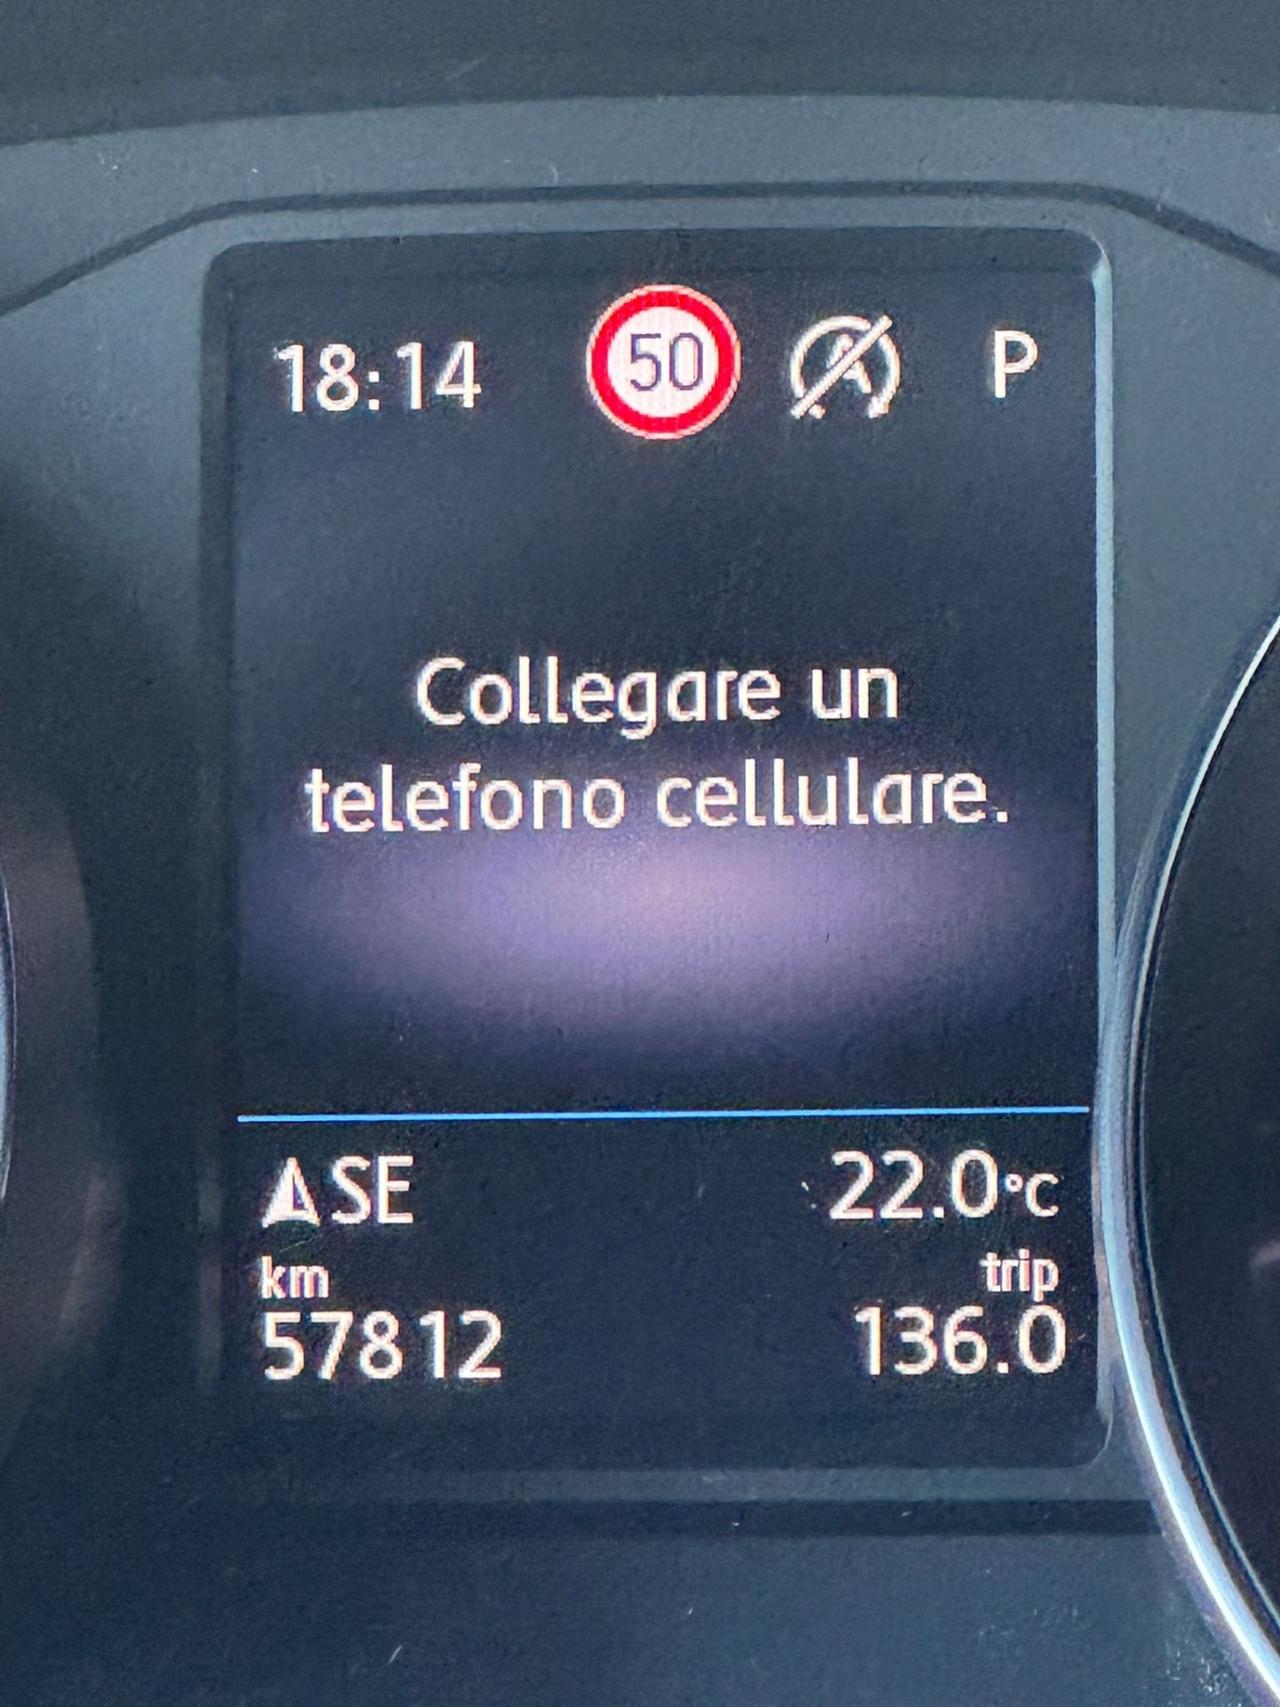 18:14 50 A P
Collegare un
telefono cellulare.
SE 22.0°C
km trip
57812 136.0